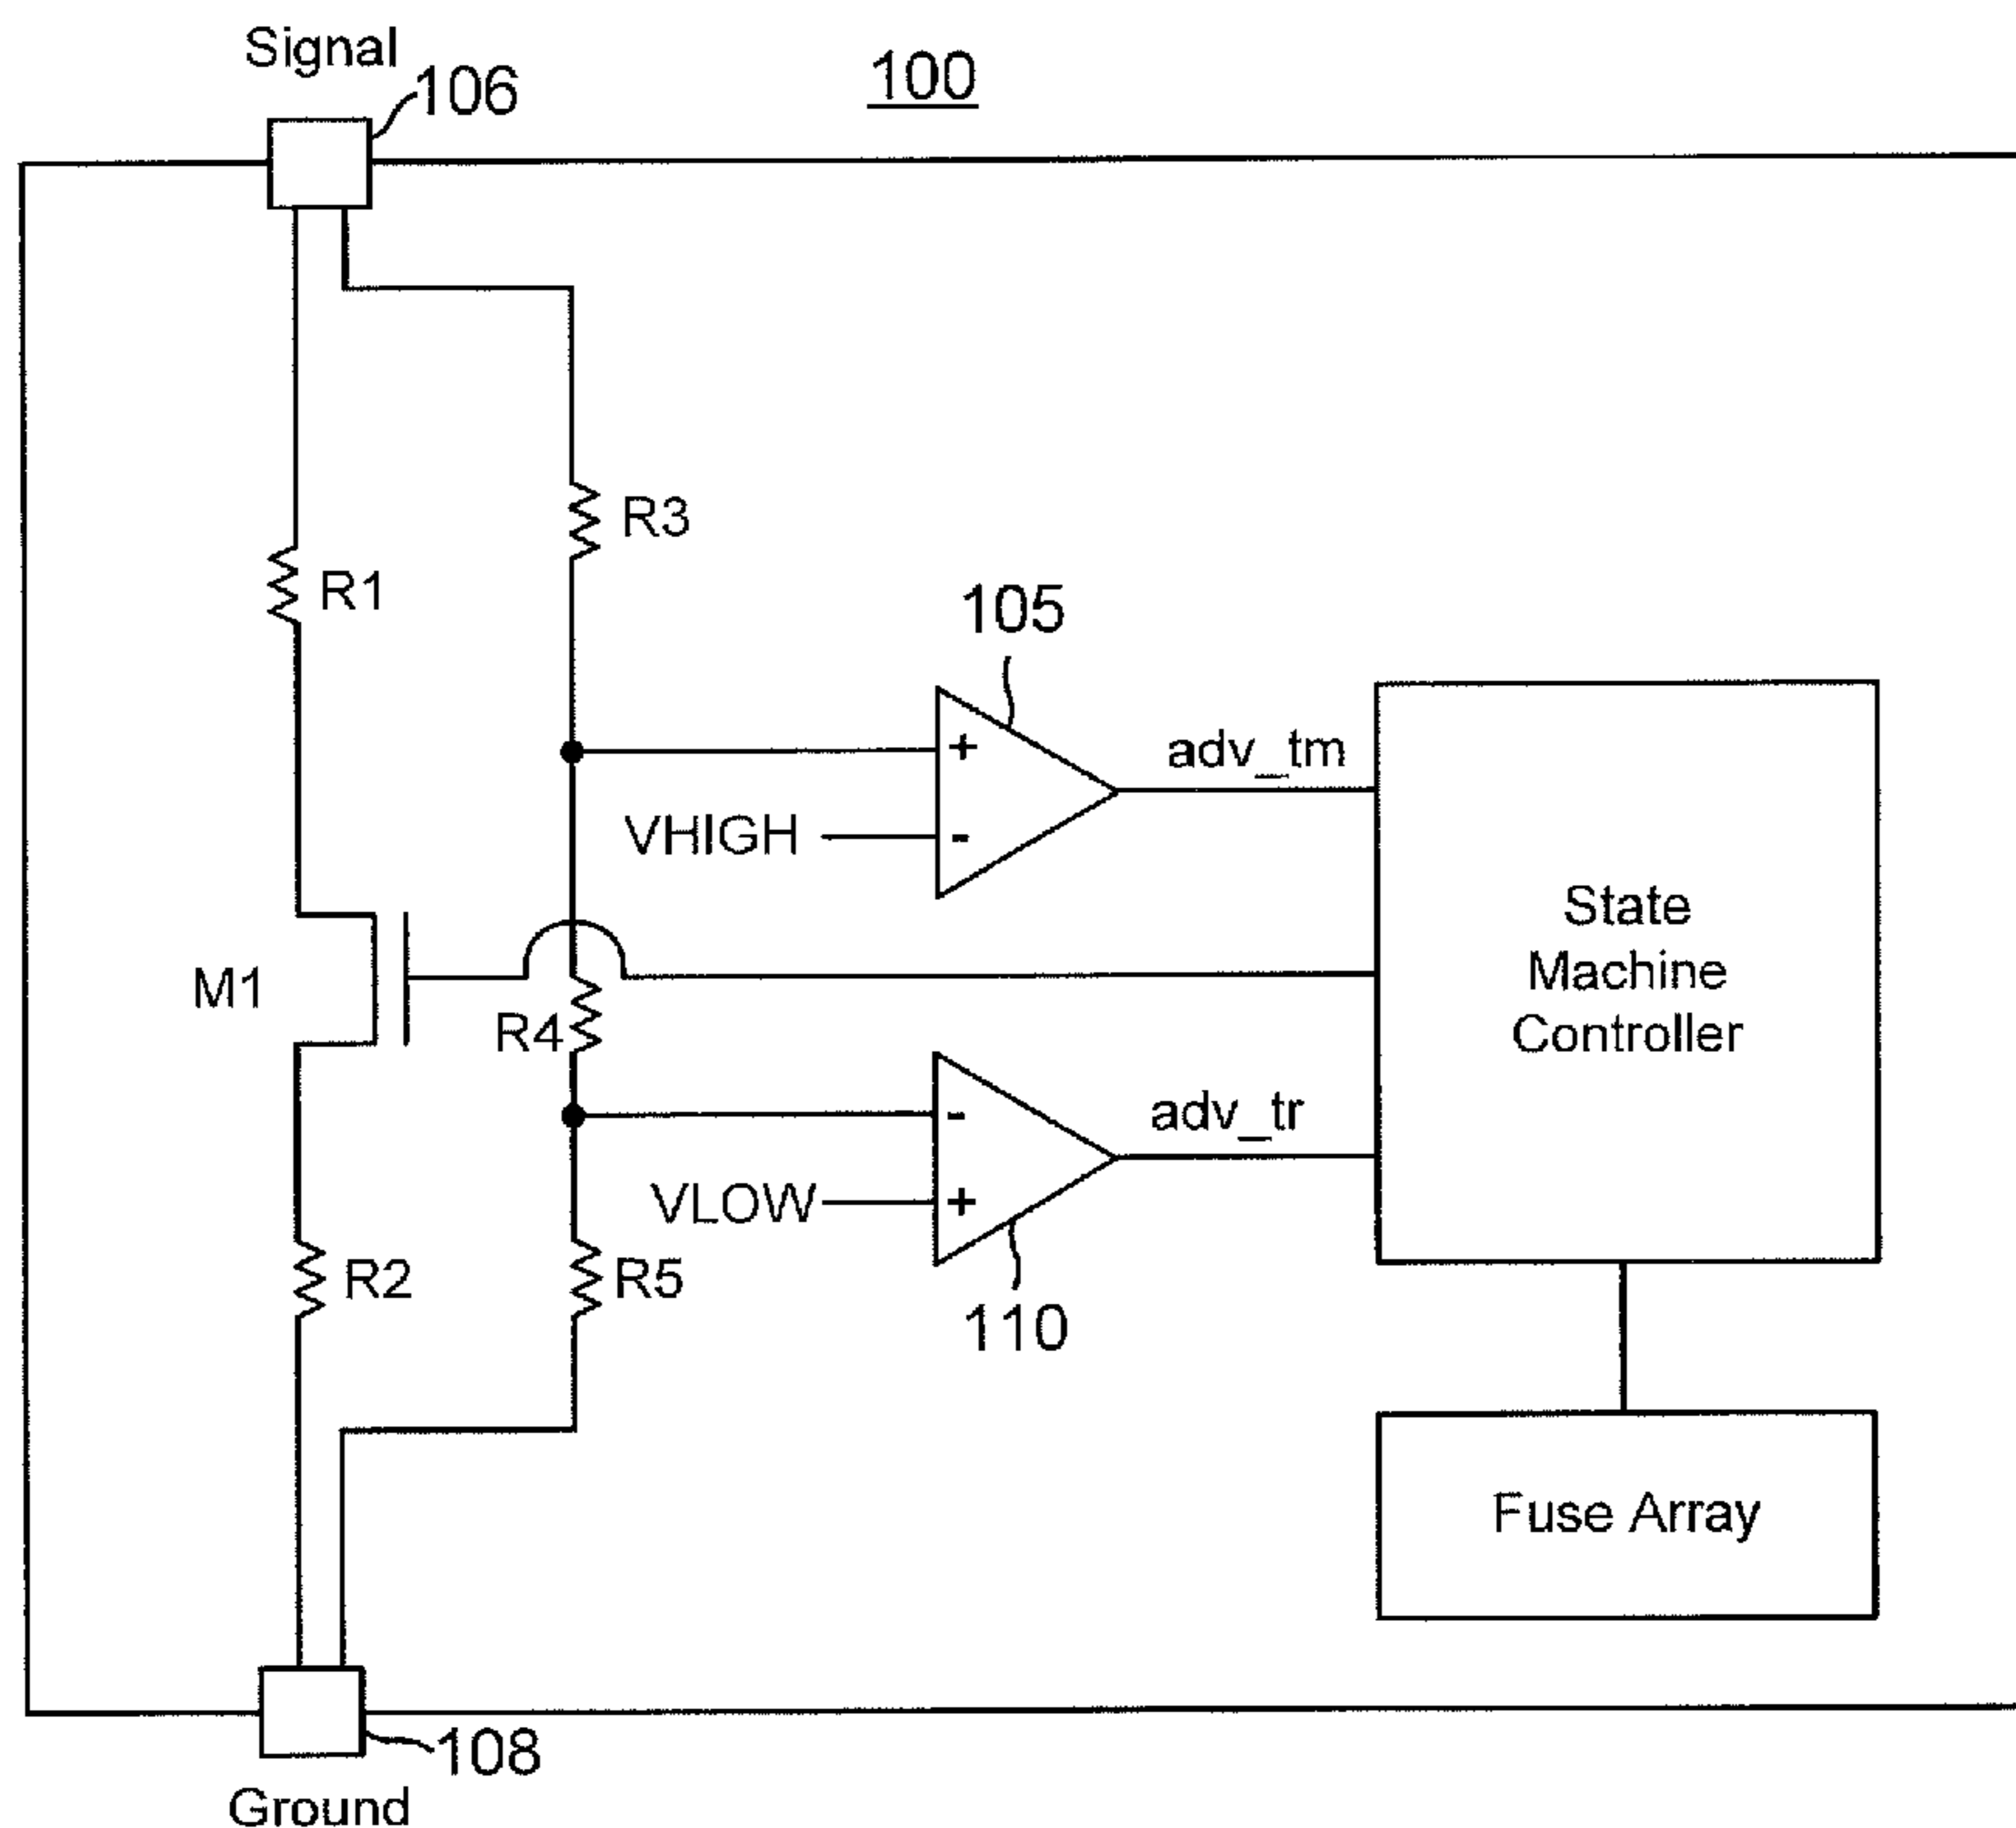 Signal
106
100
R3
R1
105
adv_tm
+
VHIGH
-
State
Machine
Controller
M1
R4
adv_tr
-
VLOW
+
R2
R5
110
Fuse Array
108
Ground